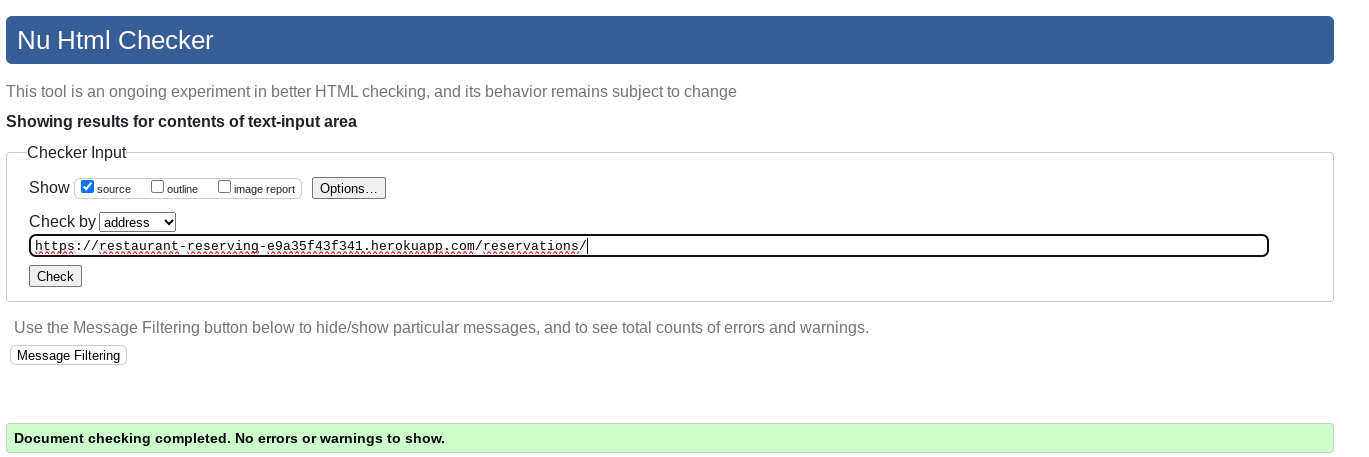 Nu Html Checker
This tool is an ongoing experiment in better HTML checking, and its behavior remains subject to change
Showing results for contents of text-input area
Checker Input
Show source outline image report Options…
Check by address
https://restaurant-reserving-e9a35f43f341.herokuapp.com/reservations/
Check
Use the Message Filtering button below to hide/show particular messages, and to see total counts of errors and warnings.
Message Filtering
Document checking completed. No errors or warnings to show.